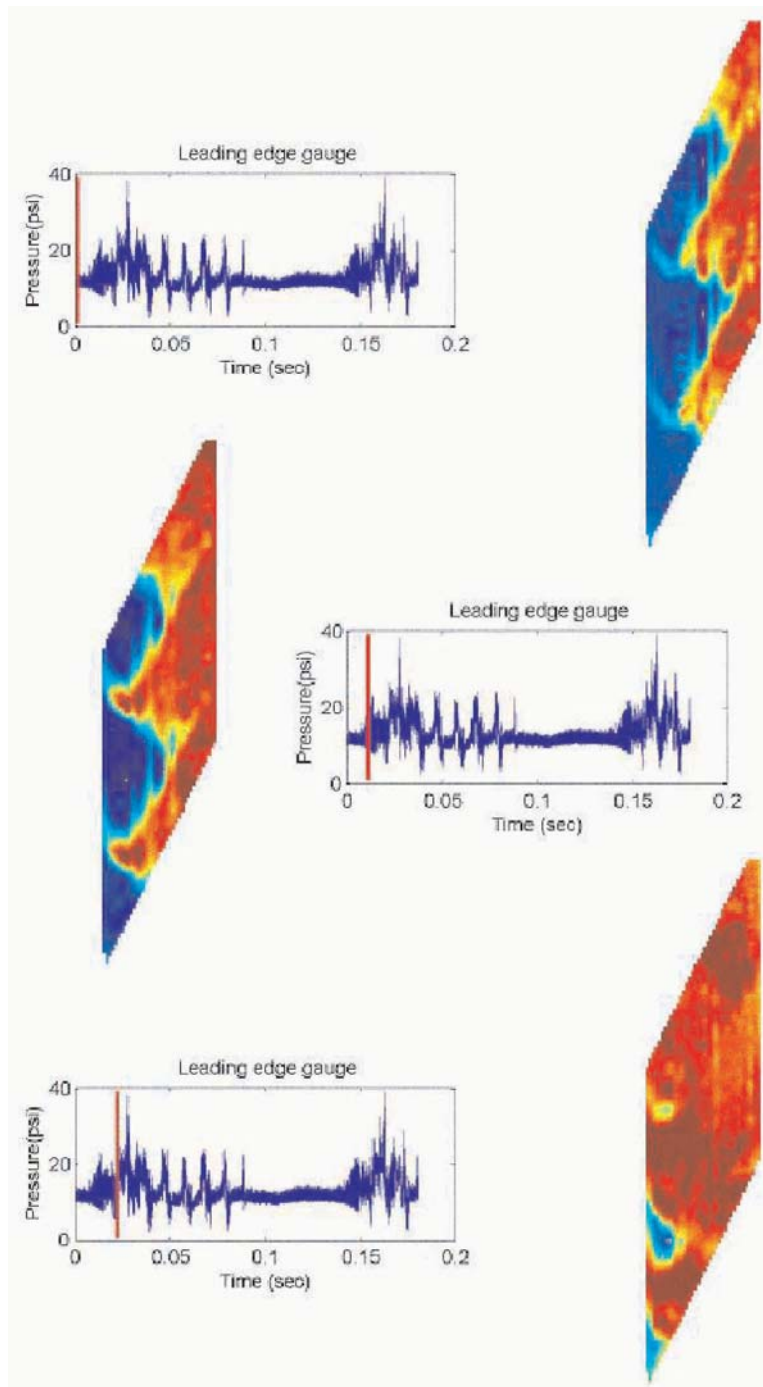 Leading edge gauge
40
20
0
Pressure(psi)
0 0.05 0.1 0.15 0.2
Time (sec)
Leading edge gauge
40
20
0
Pressure(psi)
0 0.05 0.1 0.15 0.2
Time (sec)
Leading edge gauge
40
20
0
Pressure(psi)
0 0.05 0.1 0.15 0.2
Time (sec)